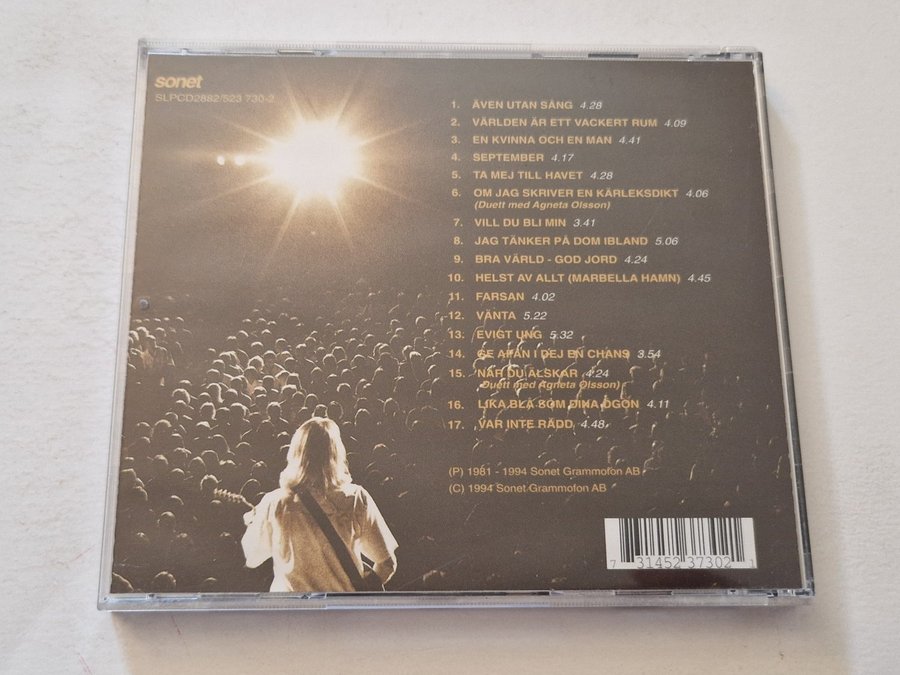 sonet
SLPCD2882/523 730-2
1. ÄVEN UTAN SÅNG 4.28
2. VÄRLDEN ÄR ETT VACKERT RUM 4.09
3. EN KVINNA OCH EN MAN 4.41
4. SEPTEMBER 4.17
5. TA MEJ TILL HAVET 4.28
6. OM JAG SKRIVER EN KÄRLEKSDIKT 4.06
(Duett med Agneta Olsson)
7. VILL DU BLI MIN 3.41
8. JAG TÄNKER PÅ DOM IBLAND 5.06
9. BRA VÄRLD - GOD JORD 4.24
10. HELST AV ALLT (MARBELLA HAMN) 4.45
11. FARSAN 4.02
12. VÄNTA 5.22
13. EVIGT UNG 5.32
14. GE AFAN I DEJ EN CHANS 3.54
15. NÄR DU ÄLSKAR 4.24
(Duett med Agneta Olsson)
16. LIKA BLÅ SOM DINA ÖGON 4.11
17. VAR INTE RÄDD 4.48
(P) 1981 - 1994 Sonet Grammofon AB
(C) 1994 Sonet Grammofon AB
7 31452 37302 1